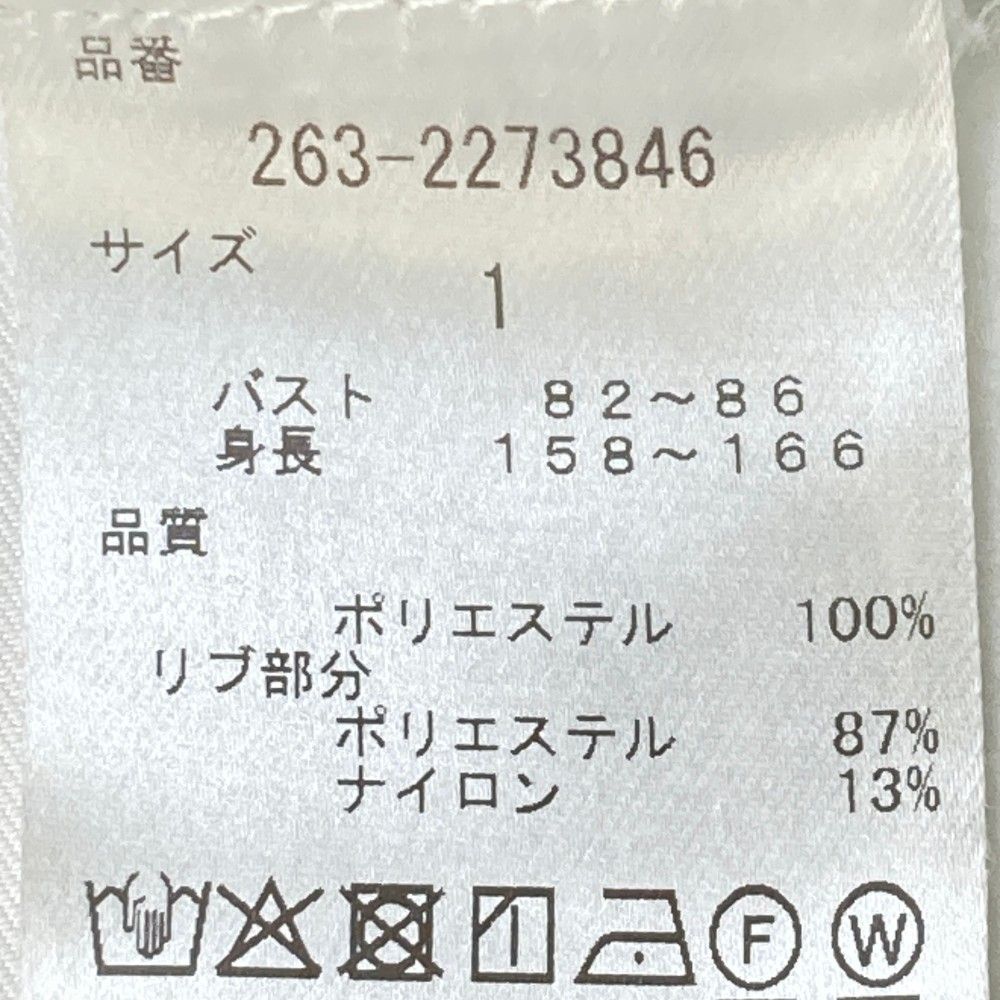 品番
263-2273846
サイズ
1
バスト 82〜86
身長 158〜166
品質
ポリエステル 100%
リブ部分
ポリエステル 87%
ナイロン 13%
F W